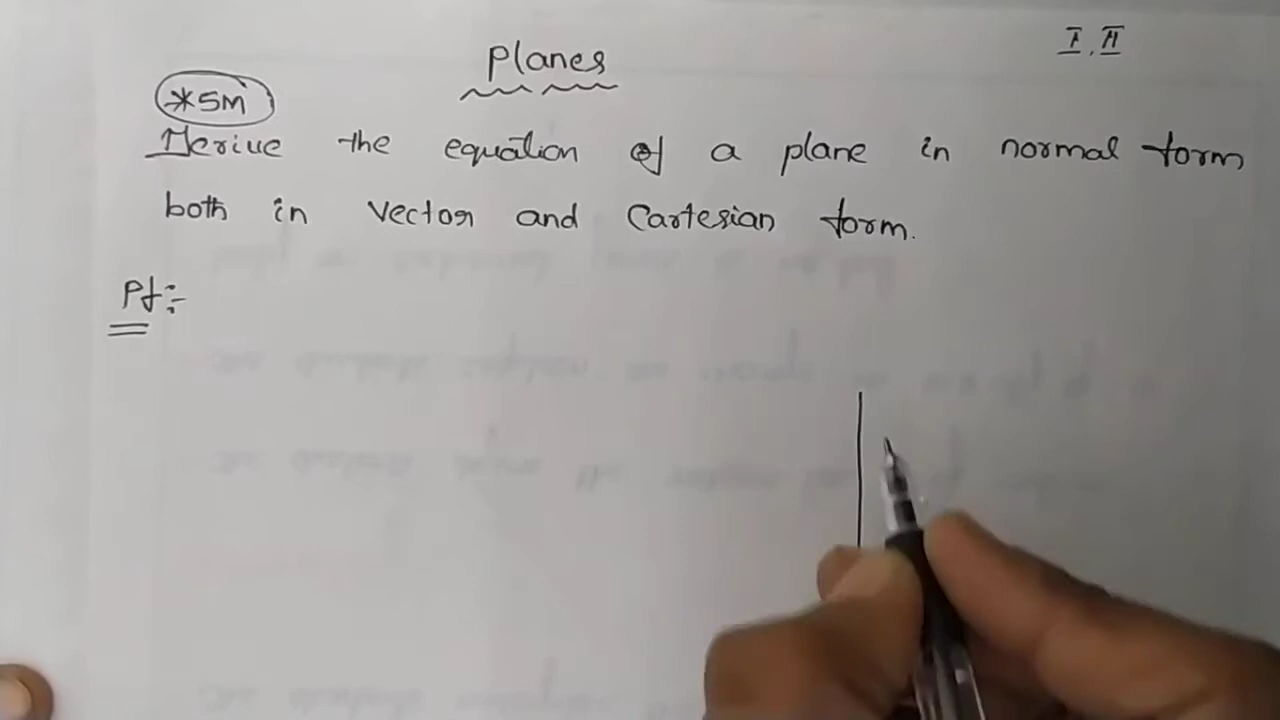 I, II
Planes
*5M
Derive the equation of a plane in normal form
both in vector and Cartesian form.
Pf:-